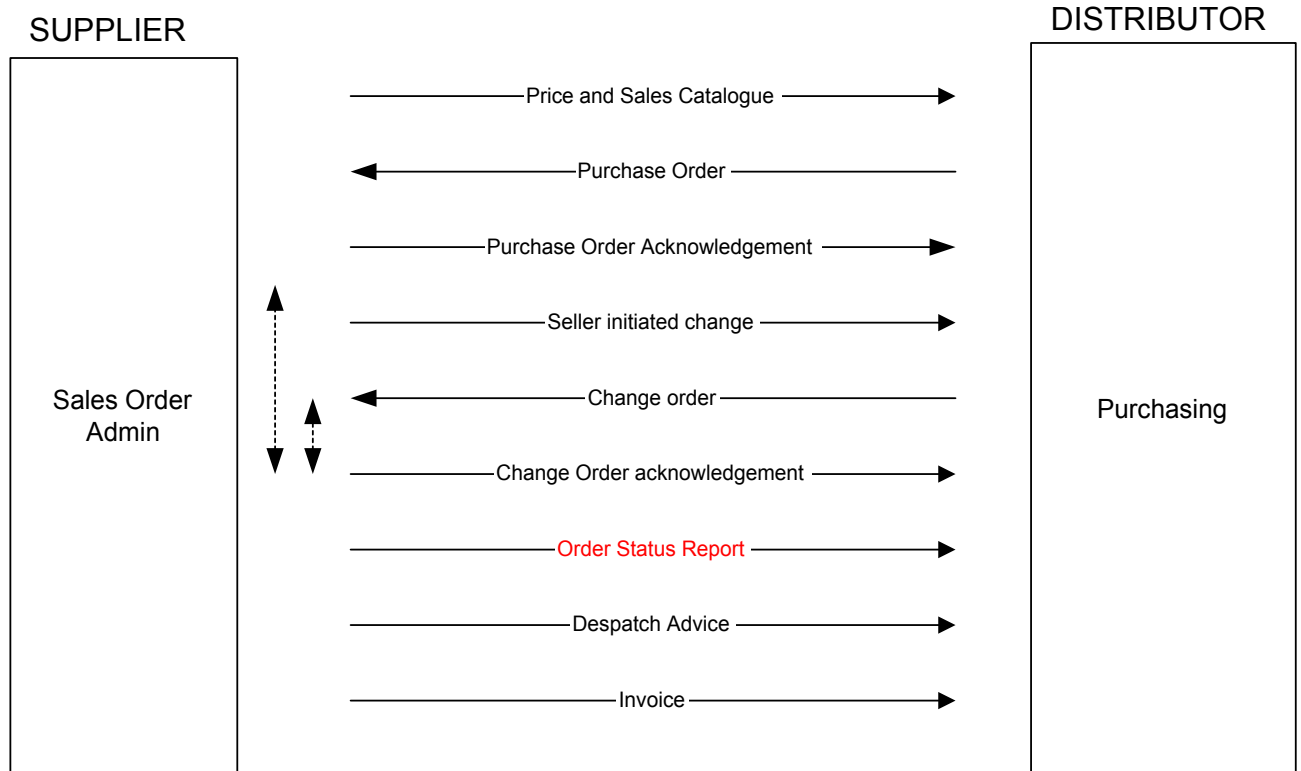 SUPPLIER
DISTRIBUTOR
Price and Sales Catalogue
Purchase Order
Purchase Order Acknowledgement
Seller initiated change
Sales Order
Admin
Change order
Purchasing
Change Order acknowledgement
Order Status Report
Despatch Advice
Invoice